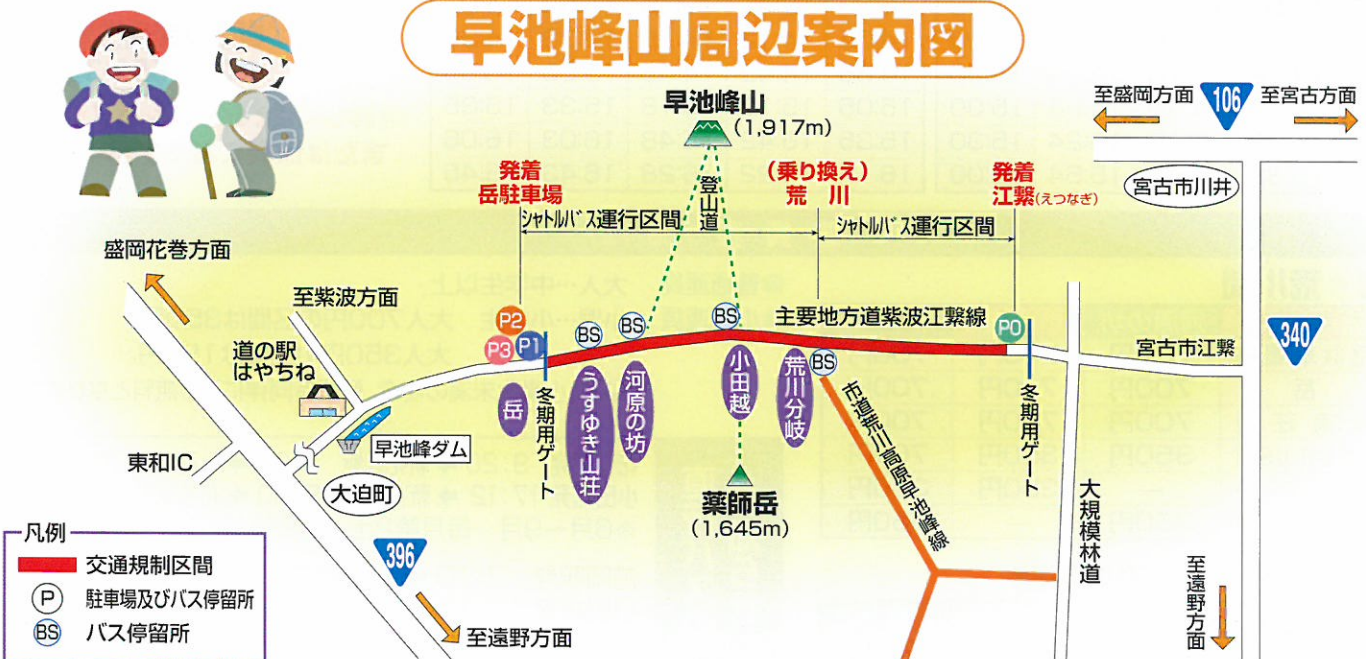 早池峰山周辺案内図
早池峰山
(1,917m)
至盛岡方面
106
至宮古方面
宮古市川井
発着
岳駐車場
登山道
(乗り換え)
荒川
発着
江繋(えつなぎ)
シャトルバス運行区間
シャトルバス運行区間
盛岡花巻方面
至紫波方面
道の駅
はやちね
P2
P3
P1
BS
BS
BS
主要地方道紫波江繋線
BS
P0
宮古市江繋
340
岳
冬期用ゲート
うすゆき山荘
河原の坊
小田越
荒川分岐
市道荒川高原早池峰線
冬期用ゲート
大規模林道
早池峰ダム
東和IC
大迫町
薬師岳
(1,645m)
396
至遠野方面
至遠野方面
凡例
交通規制区間
P 駐車場及びバス停留所
BS バス停留所